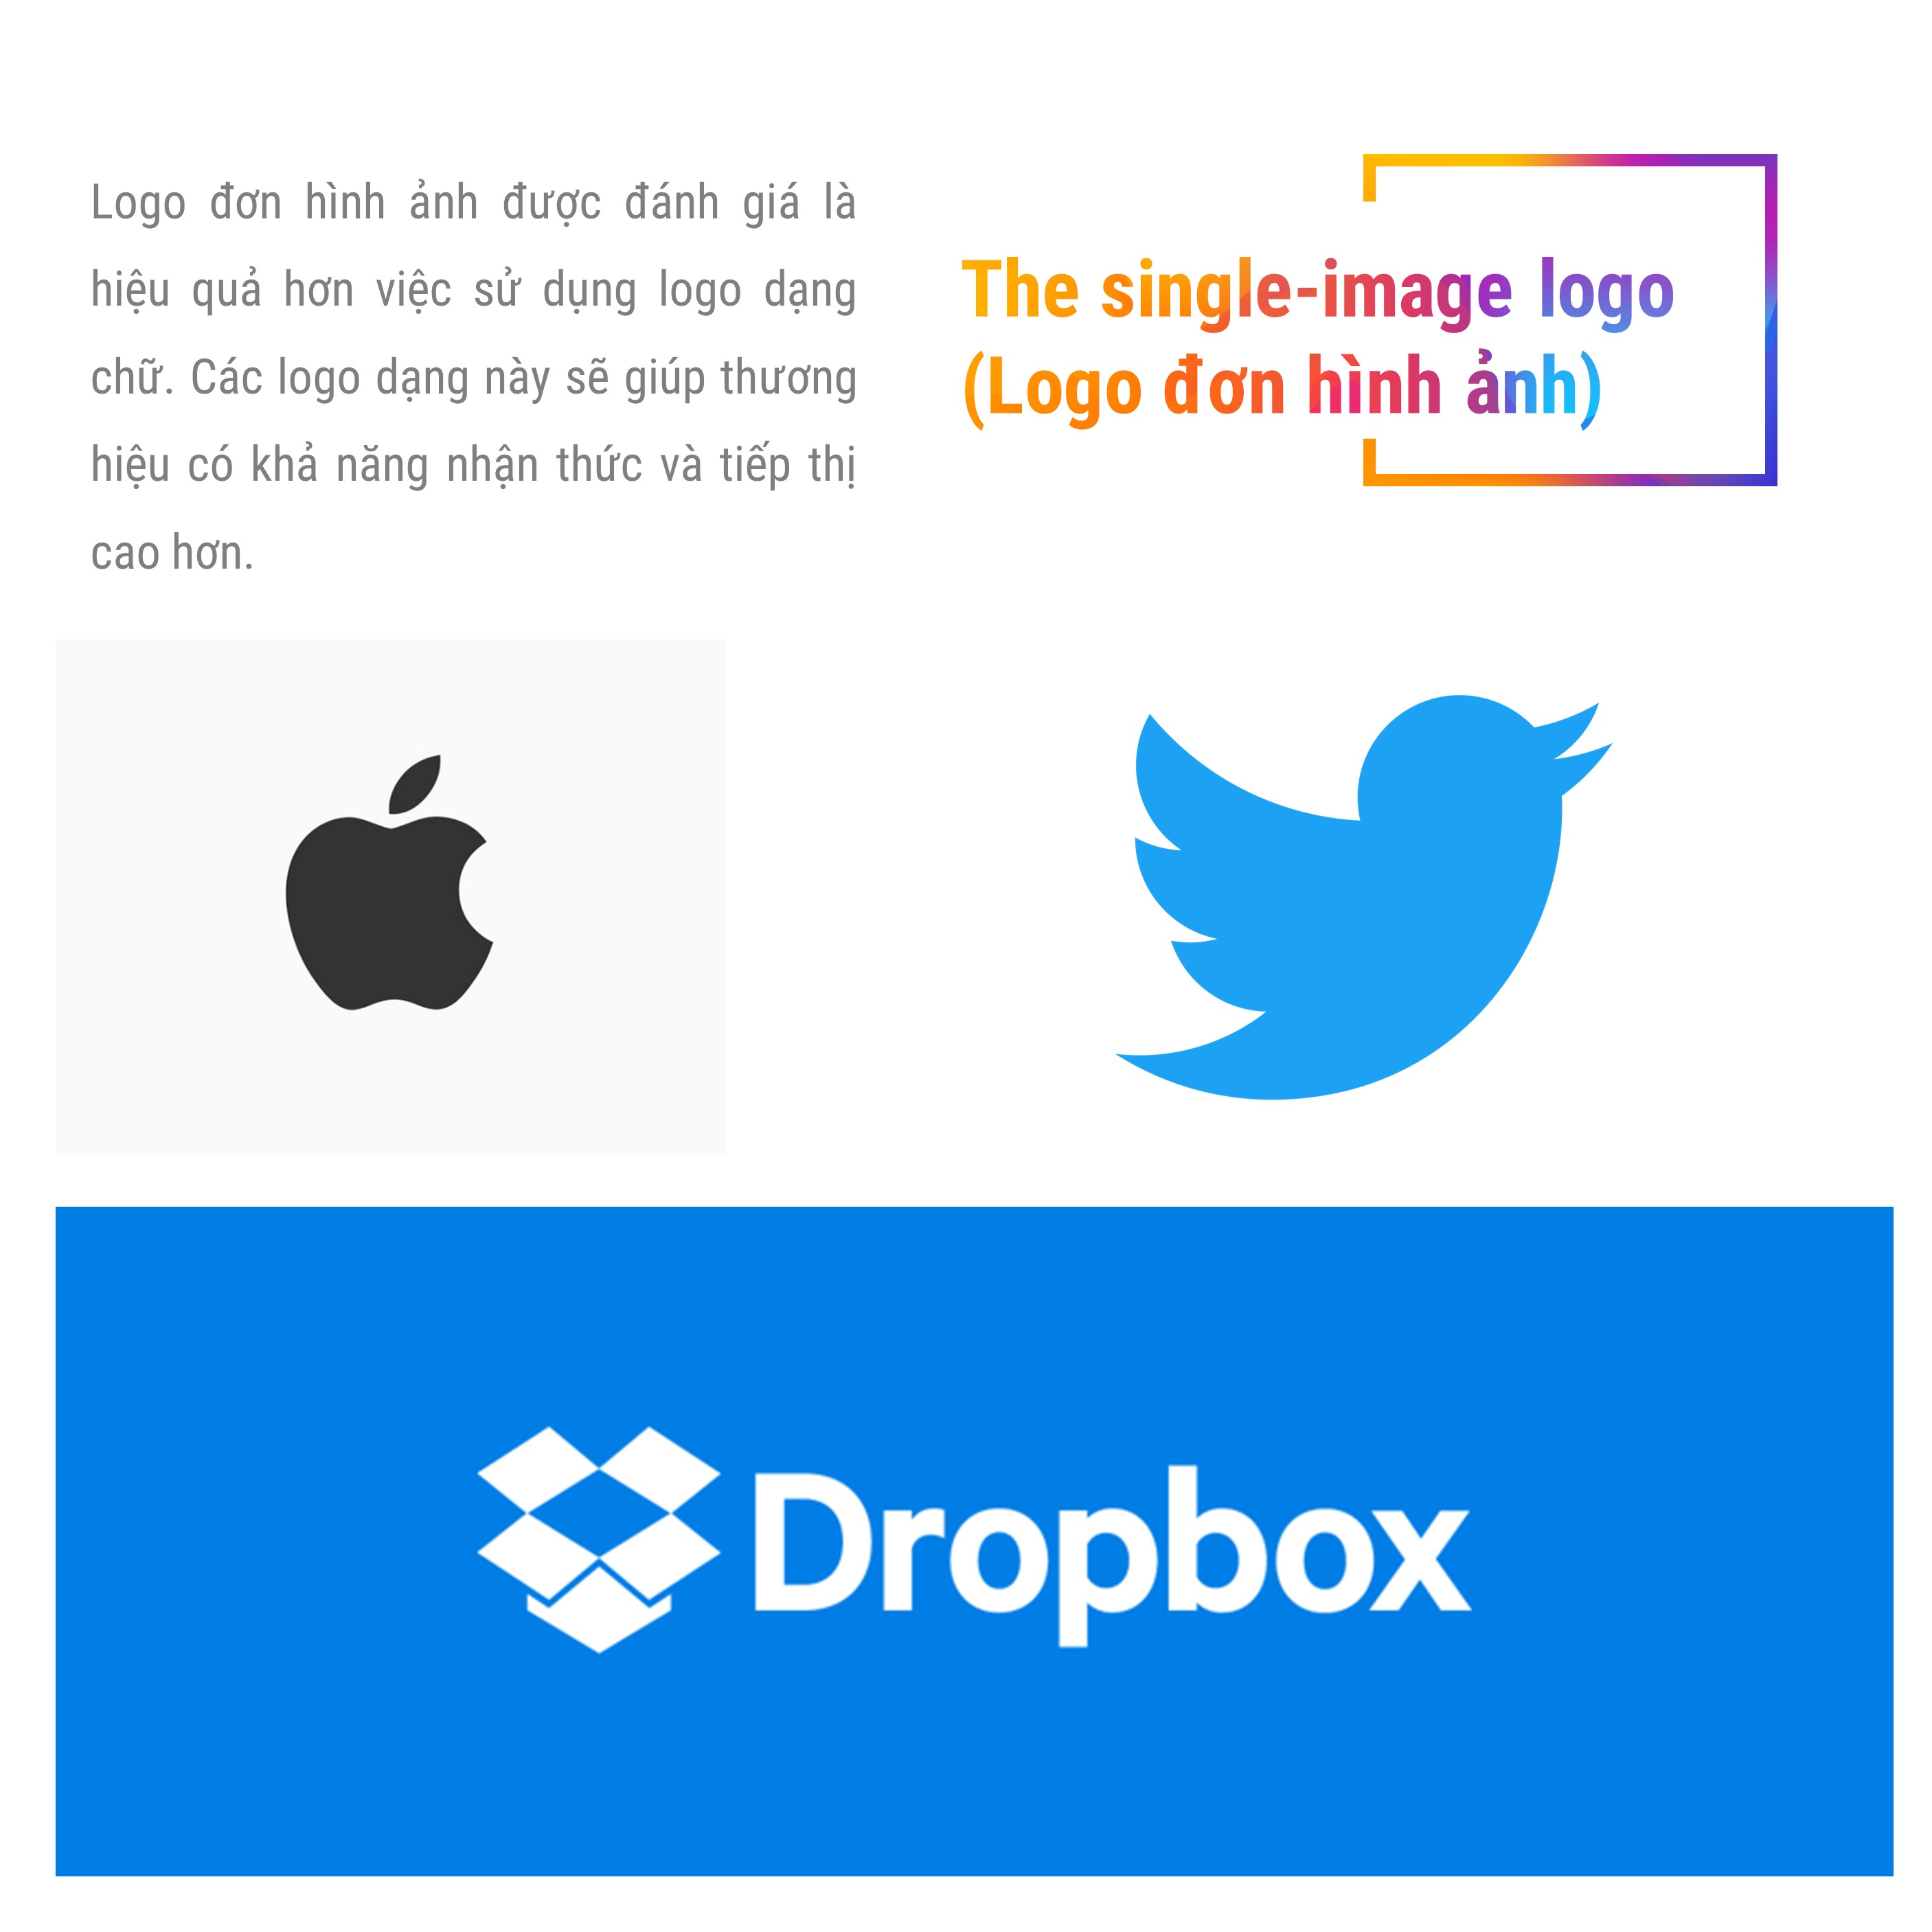 Logo đơn hình ảnh được đánh giá là
hiệu quả hơn việc sử dụng logo dạng
chữ. Các logo dạng này sẽ giúp thương
hiệu có khả năng nhận thức và tiếp thị
cao hơn.
The single-image logo
(Logo đơn hình ảnh)
Dropbox